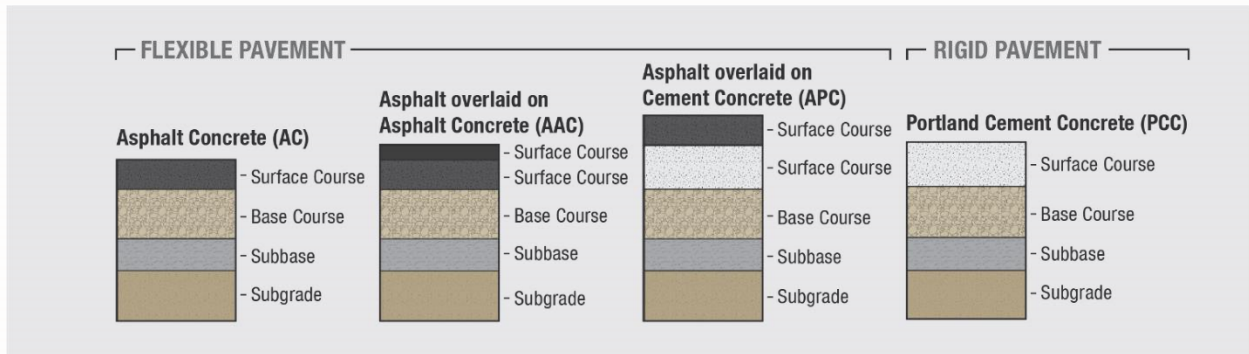 FLEXIBLE PAVEMENT
RIGID PAVEMENT
Asphalt Concrete (AC)
Surface Course
Base Course
Subbase
Subgrade
Asphalt overlaid on
Asphalt Concrete (AAC)
Surface Course
Surface Course
Base Course
Subbase
Subgrade
Asphalt overlaid on
Cement Concrete (APC)
Surface Course
Surface Course
Base Course
Subbase
Subgrade
Portland Cement Concrete (PCC)
Surface Course
Base Course
Subbase
Subgrade